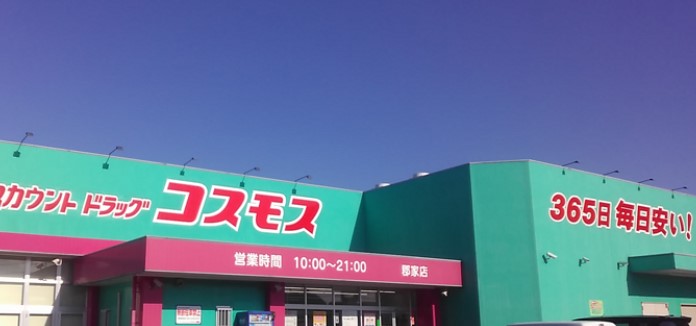 スカウント ドラッグ コスモス
365日 毎日安い!
営業時間 10:00〜21:00 郡家店